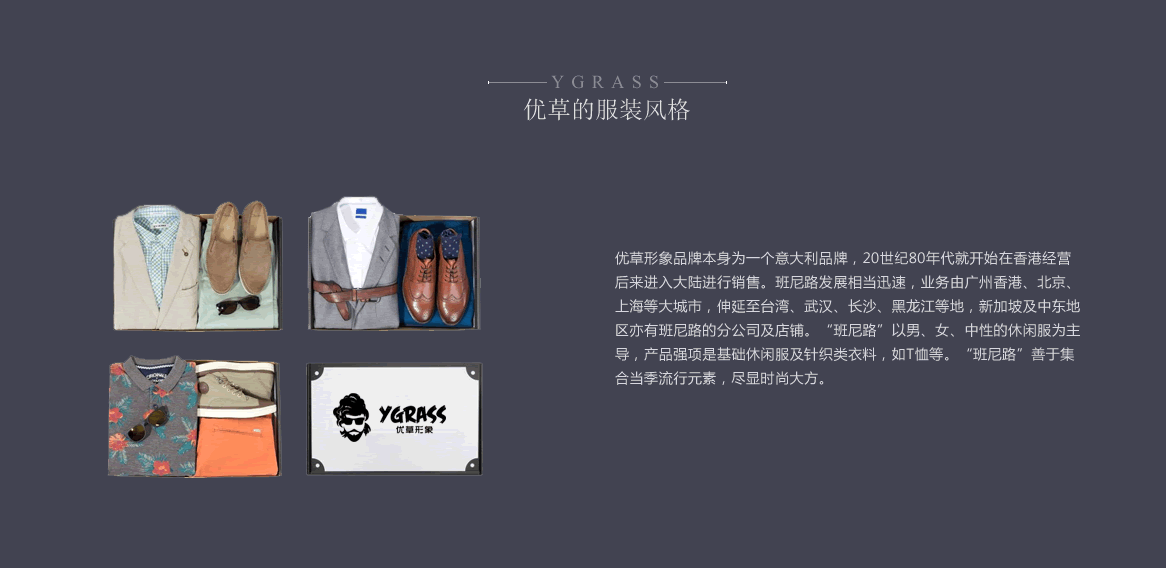 YGRASS
优草的服装风格
优草形象品牌本身为一个意大利品牌，20世纪80年代就开始在香港经营
后来进入大陆进行销售。班尼路发展相当迅速，业务由广州香港、北京、
上海等大城市，伸延至台湾、武汉、长沙、黑龙江等地，新加坡及中东地
区亦有班尼路的分公司及店铺。“班尼路”以男、女、中性的休闲服为主
导，产品强项是基础休闲服及针织类衣料，如T恤等。“班尼路”善于集
合当季流行元素，尽显时尚大方。
YGRASS
优草形象